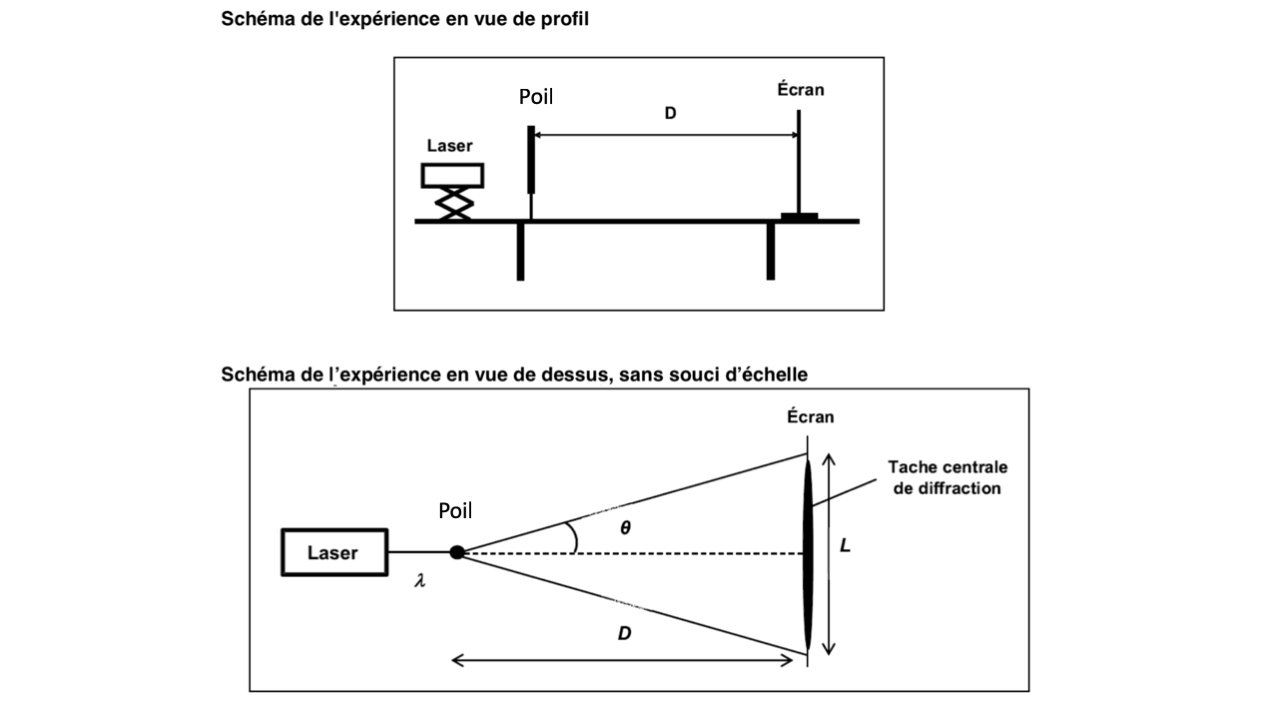 Schéma de l'expérience en vue de profil
Poil
Écran
D
Laser
Schéma de l’expérience en vue de dessus, sans souci d’échelle
Écran
Tache centrale
de diffraction
Poil
θ
Laser
L
λ
D